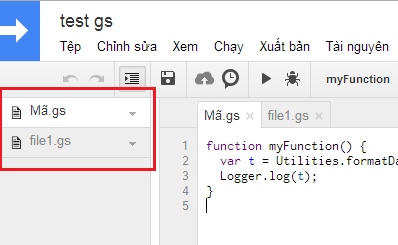 test gs
Tệp Chỉnh sửa Xem Chạy Xuất bản Tài nguyên
myFunction
Mã.gs
file1.gs
Mã.gs × file1.gs ×
1 function myFunction() {
2 var t = Utilities.formatDa
3 Logger.log(t);
4 }
5